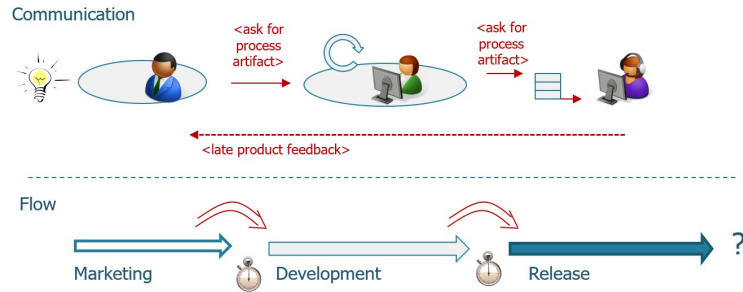 Communication
<ask for
process
artifact>
<ask for
process
artifact>
<late product feedback>
Flow
?
Marketing
Development
Release